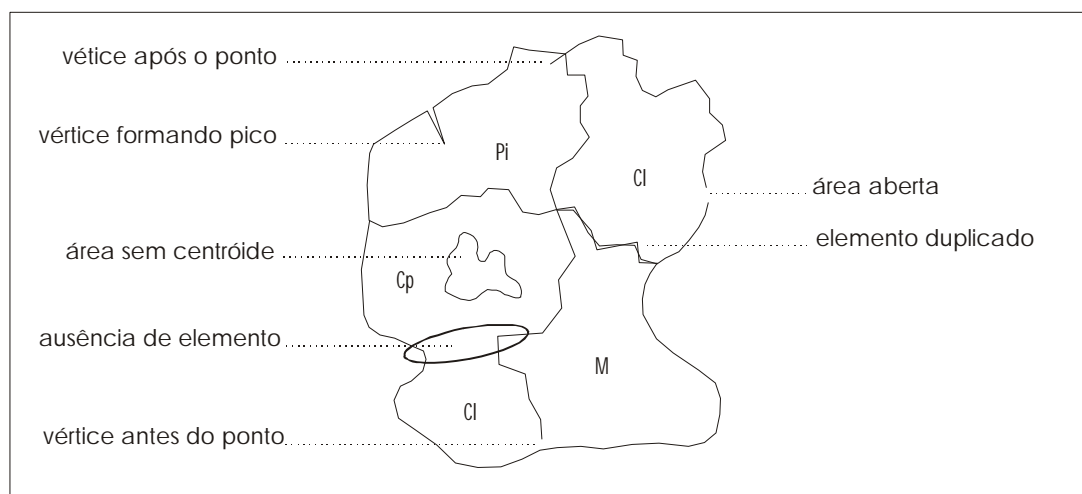 vétice após o ponto
vértice formando pico
Pi
Cl
área aberta
elemento duplicado
área sem centróide
Cp
ausência de elemento
M
Cl
vértice antes do ponto